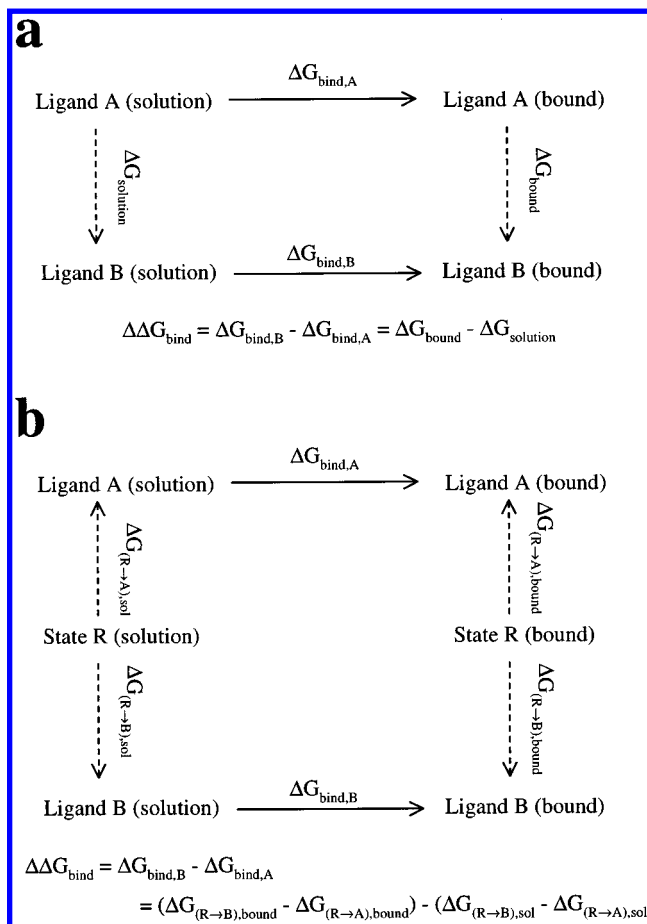 a
ΔG_bind,A
Ligand A (solution) Ligand A (bound)
ΔG_solution ΔG_bound
ΔG_bind,B
Ligand B (solution) Ligand B (bound)
ΔΔG_bind = ΔG_bind,B - ΔG_bind,A = ΔG_bound - ΔG_solution
b
ΔG_bind,A
Ligand A (solution) Ligand A (bound)
ΔG_(R→A),sol ΔG_(R→A),bound
State R (solution) State R (bound)
ΔG_(R→B),sol ΔG_(R→B),bound
ΔG_bind,B
Ligand B (solution) Ligand B (bound)
ΔΔG_bind = ΔG_bind,B - ΔG_bind,A
= (ΔG_(R→B),bound - ΔG_(R→A),bound) - (ΔG_(R→B),sol - ΔG_(R→A),sol)